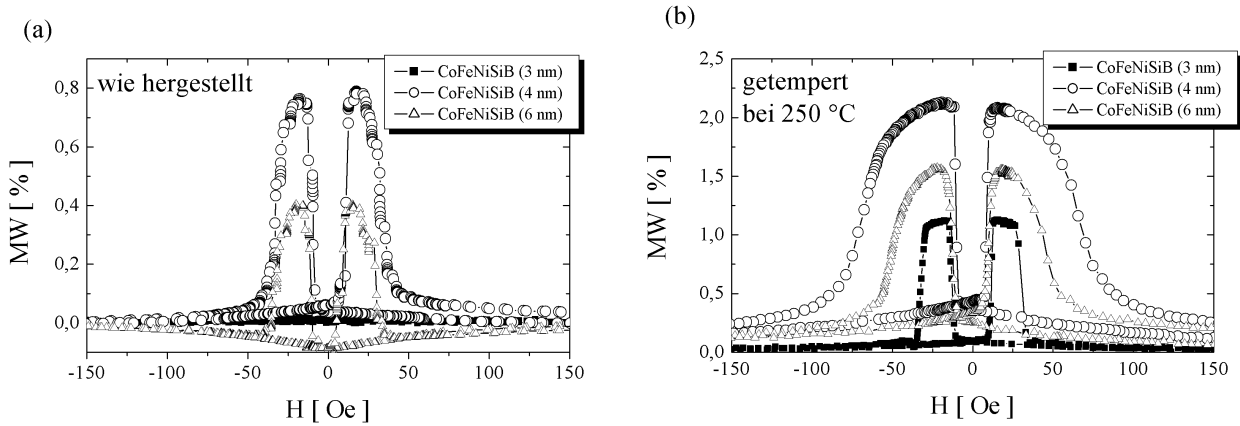 (a)
wie hergestellt
CoFeNiSiB (3 nm)
CoFeNiSiB (4 nm)
CoFeNiSiB (6 nm)
0,8
0,6
0,4
0,2
0,0
MW [ % ]
-150 -100 -50 0 50 100 150
H [ Oe ]
(b)
getempert
bei 250 °C
CoFeNiSiB (3 nm)
CoFeNiSiB (4 nm)
CoFeNiSiB (6 nm)
2,5
2,0
1,5
1,0
0,5
0,0
MW [ % ]
-150 -100 -50 0 50 100 150
H [ Oe ]